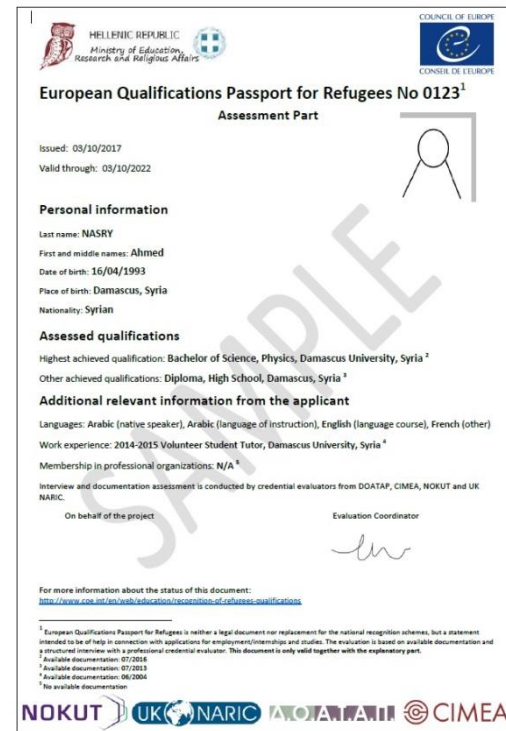 HELLENIC REPUBLIC
Ministry of Education,
Research and Religious Affairs
COUNCIL OF EUROPE
CONSEIL DE L'EUROPE
European Qualifications Passport for Refugees No 0123¹
Assessment Part
Issued: 03/10/2017
Valid through: 03/10/2022
Personal information
Last name: NASRY
First and middle names: Ahmed
Date of birth: 16/04/1993
Place of birth: Damascus, Syria
Nationality: Syrian
SAMPLE
Assessed qualifications
Highest achieved qualification: Bachelor of Science, Physics, Damascus University, Syria ²
Other achieved qualifications: Diploma, High School, Damascus, Syria ³
Additional relevant information from the applicant
Languages: Arabic (native speaker), Arabic (language of instruction), English (language course), French (other)
Work experience: 2014-2015 Volunteer Student Tutor, Damascus University, Syria ⁴
Membership in professional organizations: N/A ⁵
Interview and documentation assessment is conducted by credential evaluators from DOATAP, CIMEA, NOKUT and UK
NARIC.
On behalf of the project
Evaluation Coordinator
For more information about the status of this document:
http://www.coe.int/en/web/education/recognition-of-refugees-qualifications
¹ European Qualifications Passport for Refugees is neither a legal document nor replacement for the national recognition schemes, but a statement
intended to be of help in connection with applications for employment/internships and studies. The evaluation is based on available documentation and
a structured interview with a professional credential evaluator. This document is only valid together with the explanatory part.
² Available documentation: 07/2016
³ Available documentation: 07/2013
⁴ Available documentation: 06/2004
⁵ No available documentation
NOKUT
UK NARIC
Δ.Ο.Α.Τ.Α.Π.
CIMEA